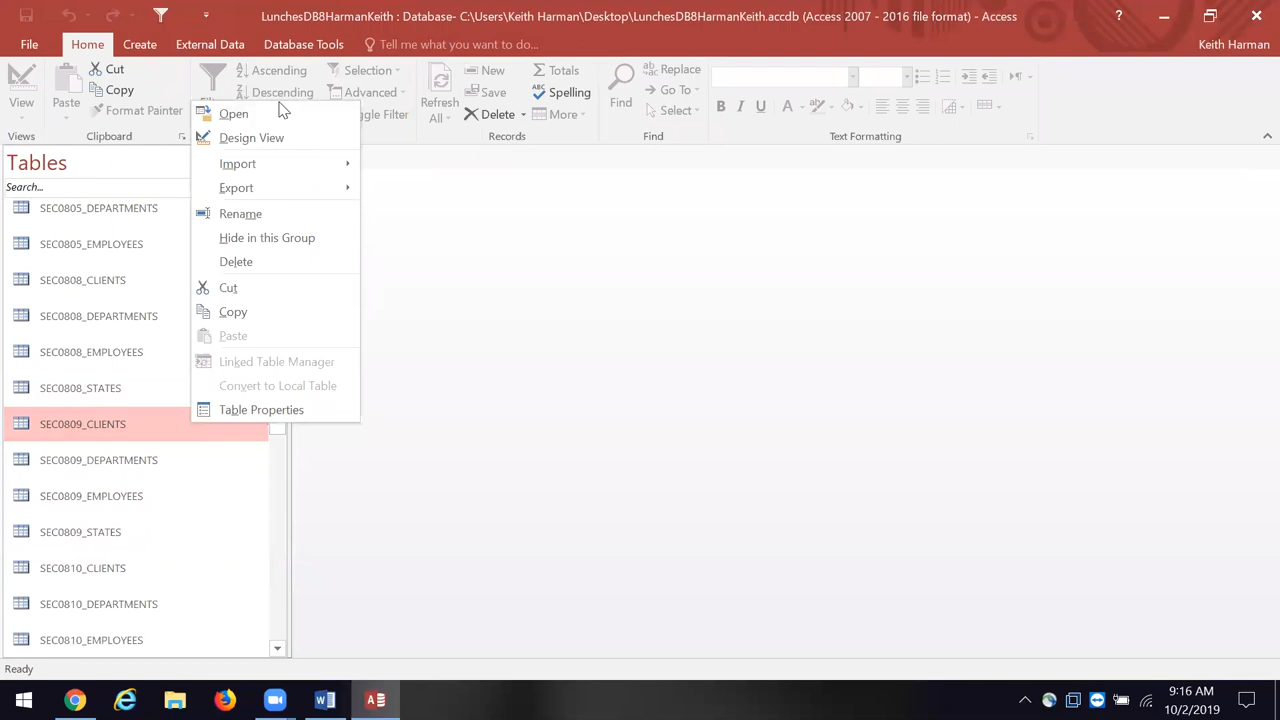 LunchesDB8HarmanKeith : Database- C:\Users\Keith Harman\Desktop\LunchesDB8HarmanKeith.accdb (Access 2007 - 2016 file format) - Access
?
File
Home
Create
External Data
Database Tools
Tell me what you want to do...
Keith Harman
View
Paste
Cut
Copy
Format Painter
Ascending
Descending
Selection
Advanced
Refresh
All
New
Save
Delete
Totals
Spelling
More
Find
Replace
Go To
Select
B I U A
Views
Clipboard
Records
Find
Text Formatting
Tables
Search...
SEC0805_DEPARTMENTS
SEC0805_EMPLOYEES
SEC0808_CLIENTS
SEC0808_DEPARTMENTS
SEC0808_EMPLOYEES
SEC0808_STATES
SEC0809_CLIENTS
SEC0809_DEPARTMENTS
SEC0809_EMPLOYEES
SEC0809_STATES
SEC0810_CLIENTS
SEC0810_DEPARTMENTS
SEC0810_EMPLOYEES
Open
Design View
Import
Export
Rename
Hide in this Group
Delete
Cut
Copy
Paste
Linked Table Manager
Convert to Local Table
Table Properties
Ready
9:16 AM
10/2/2019